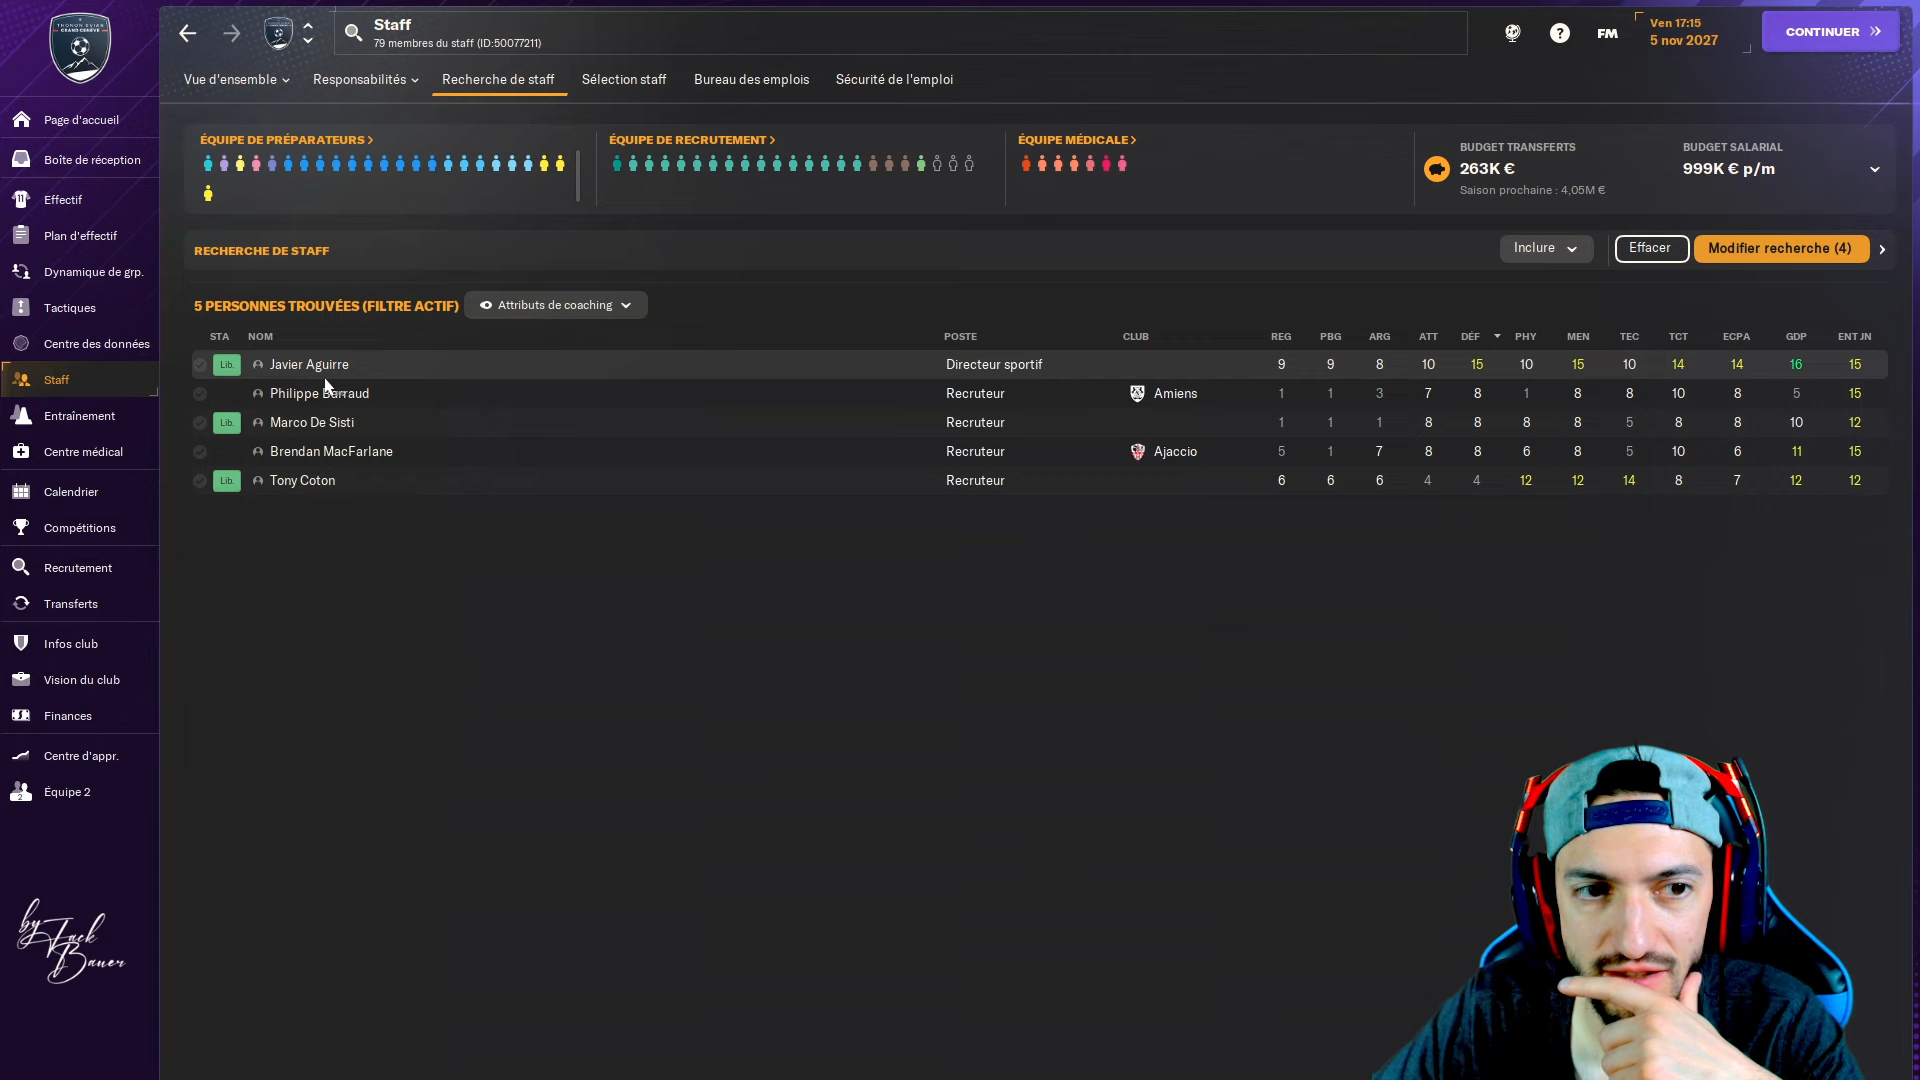 THONON EVIAN
GRAND GENÈVE
Staff
79 membres du staff (ID:50077211)
FM
Ven 17:15
5 nov 2027
CONTINUER
Vue d'ensemble
Responsabilités
Recherche de staff
Sélection staff
Bureau des emplois
Sécurité de l'emploi
Page d'accueil
Boîte de réception
Effectif
Plan d'effectif
Dynamique de grp.
Tactiques
Centre des données
Staff
Entraînement
Centre médical
Calendrier
Compétitions
Recrutement
Transferts
Infos club
Vision du club
Finances
Centre d'appr.
Équipe 2
by Jack
Bauer
ÉQUIPE DE PRÉPARATEURS >
ÉQUIPE DE RECRUTEMENT >
ÉQUIPE MÉDICALE >
BUDGET TRANSFERTS
263K €
Saison prochaine : 4,05M €
BUDGET SALARIAL
999K € p/m
RECHERCHE DE STAFF
Inclure
Effacer
Modifier recherche (4)
5 PERSONNES TROUVÉES (FILTRE ACTIF)
Attributs de coaching
STA NOM POSTE CLUB REG PBG ARG ATT DÉF PHY MEN TEC TCT ECPA GDP ENT JN
Lib. Javier Aguirre Directeur sportif 9 9 8 10 15 10 15 10 14 14 16 15
Philippe Barraud Recruteur Amiens 1 1 3 7 8 1 8 8 10 8 5 15
Lib. Marco De Sisti Recruteur 1 1 1 8 8 8 8 5 8 8 10 12
Brendan MacFarlane Recruteur Ajaccio 5 1 7 8 8 6 8 5 10 6 11 15
Lib. Tony Coton Recruteur 6 6 6 4 4 12 12 14 8 7 12 12